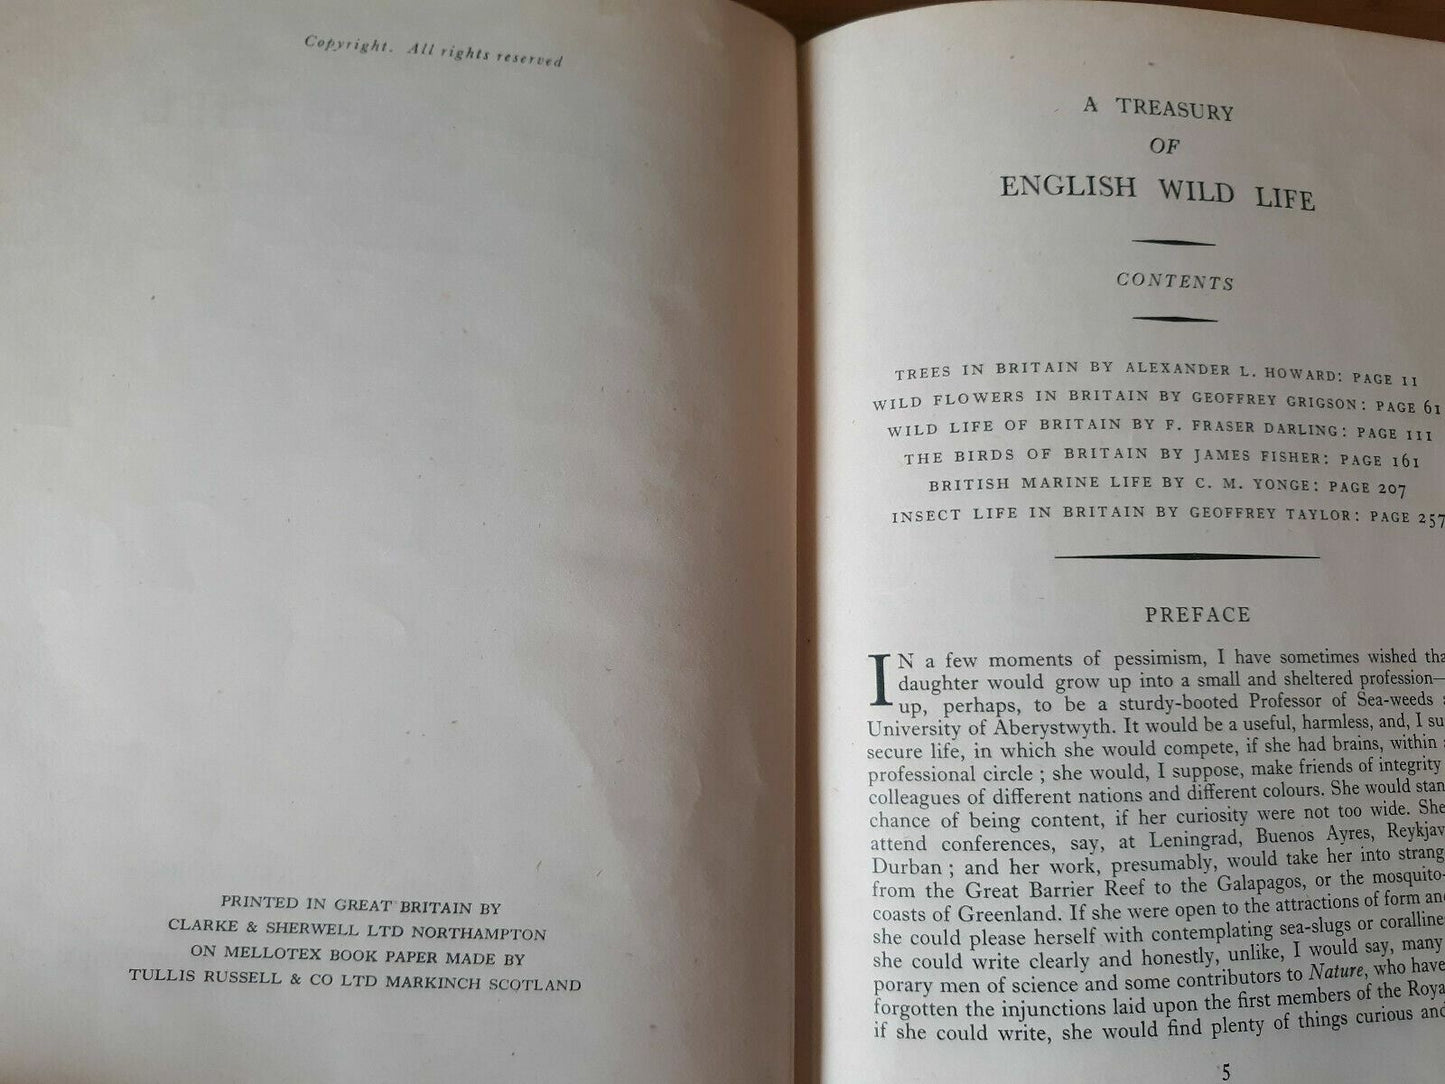 Copyright. All rights reserved
PRINTED IN GREAT BRITAIN BY
CLARKE & SHERWELL LTD NORTHAMPTON
ON MELLOTEX BOOK PAPER MADE BY
TULLIS RUSSELL & CO LTD MARKINCH SCOTLAND
A TREASURY
OF
ENGLISH WILD LIFE
CONTENTS
TREES IN BRITAIN BY ALEXANDER L. HOWARD: PAGE 11
WILD FLOWERS IN BRITAIN BY GEOFFREY GRIGSON: PAGE 61
WILD LIFE OF BRITAIN BY F. FRASER DARLING: PAGE 111
THE BIRDS OF BRITAIN BY JAMES FISHER: PAGE 161
BRITISH MARINE LIFE BY C. M. YONGE: PAGE 207
INSECT LIFE IN BRITAIN BY GEOFFREY TAYLOR: PAGE 257
PREFACE
IN a few moments of pessimism, I have sometimes wished tha
daughter would grow up into a small and sheltered profession—
up, perhaps, to be a sturdy-booted Professor of Sea-weeds
University of Aberystwyth. It would be a useful, harmless, and, I su
secure life, in which she would compete, if she had brains, within
professional circle ; she would, I suppose, make friends of integrity
colleagues of different nations and different colours. She would stan
chance of being content, if her curiosity were not too wide. She
attend conferences, say, at Leningrad, Buenos Ayres, Reykjav
Durban ; and her work, presumably, would take her into strang
from the Great Barrier Reef to the Galapagos, or the mosquito-
coasts of Greenland. If she were open to the attractions of form and
she could please herself with contemplating sea-slugs or coralline
she could write clearly and honestly, unlike, I would say, many
porary men of science and some contributors to Nature, who have
forgotten the injunctions laid upon the first members of the Roya
if she could write, she would find plenty of things curious and
5